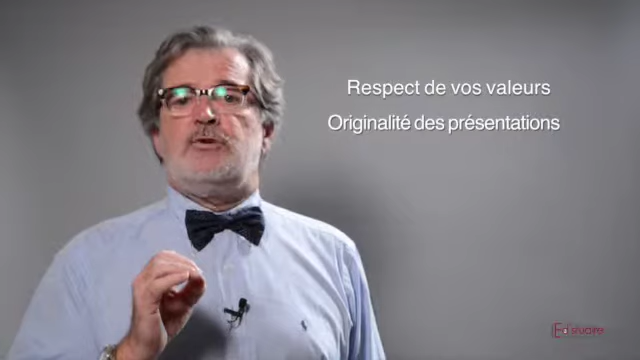 Respect de vos valeurs
Originalité des présentations